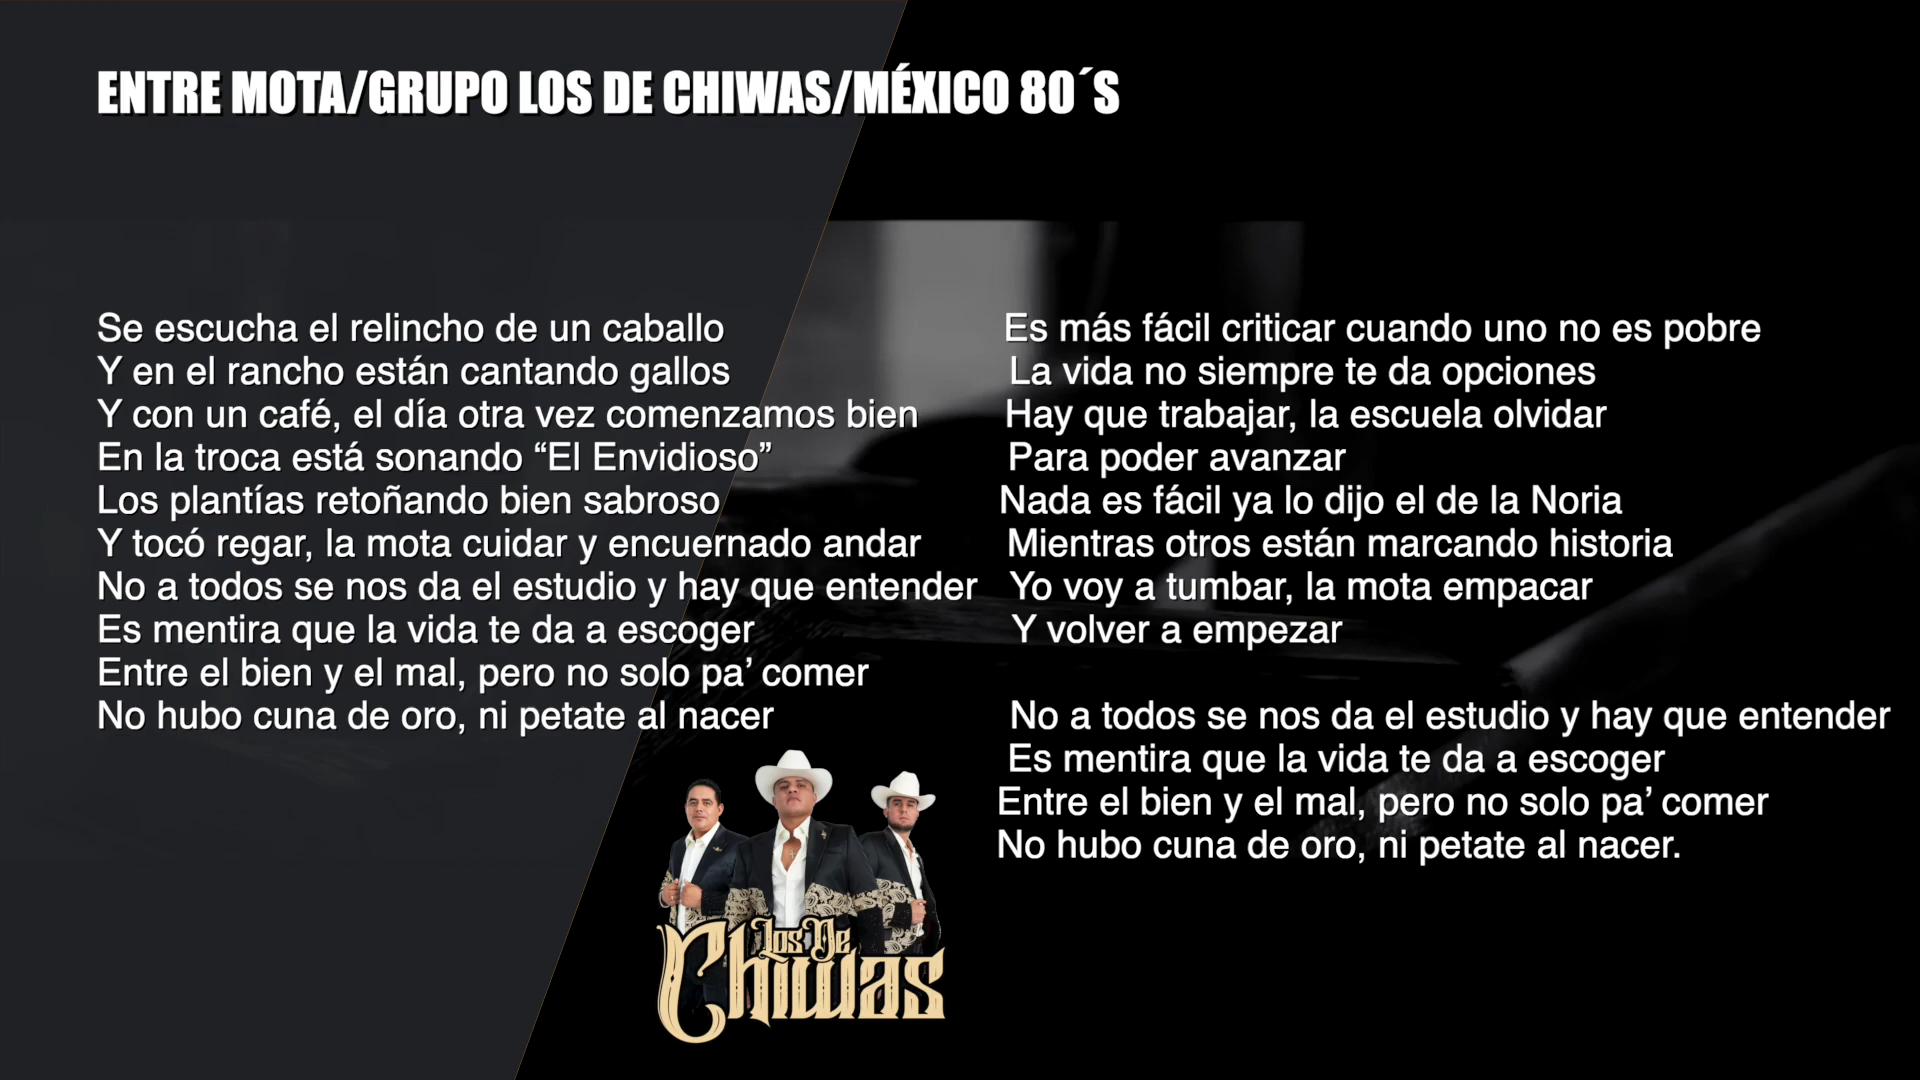 ENTRE MOTA/GRUPO LOS DE CHIWAS/MÉXICO 80´S
Se escucha el relincho de un caballo
Y en el rancho están cantando gallos
Y con un café, el día otra vez comenzamos bien
En la troca está sonando “El Envidioso”
Los plantías retoñando bien sabroso
Y tocó regar, la mota cuidar y encuernado andar
No a todos se nos da el estudio y hay que entender
Es mentira que la vida te da a escoger
Entre el bien y el mal, pero no solo pa’ comer
No hubo cuna de oro, ni petate al nacer
Es más fácil criticar cuando uno no es pobre
La vida no siempre te da opciones
Hay que trabajar, la escuela olvidar
Para poder avanzar
Nada es fácil ya lo dijo el de la Noria
Mientras otros están marcando historia
Yo voy a tumbar, la mota empacar
Y volver a empezar
No a todos se nos da el estudio y hay que entender
Es mentira que la vida te da a escoger
Entre el bien y el mal, pero no solo pa’ comer
No hubo cuna de oro, ni petate al nacer.
Los De
Chiwas